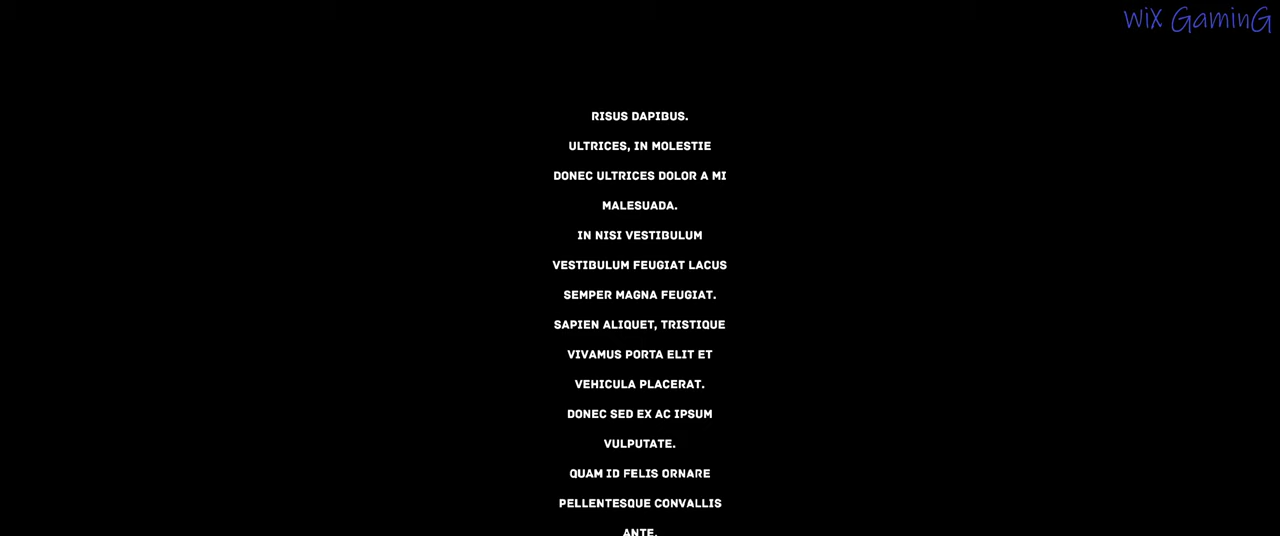 wix GaminG
RISUS DAPIBUS.
ULTRICES, IN MOLESTIE
DONEC ULTRICES DOLOR A MI
MALESUADA.
IN NISI VESTIBULUM
VESTIBULUM FEUGIAT LACUS
SEMPER MAGNA FEUGIAT.
SAPIEN ALIQUET, TRISTIQUE
VIVAMUS PORTA ELIT ET
VEHICULA PLACERAT.
DONEC SED EX AC IPSUM
VULPUTATE.
QUAM ID FELIS ORNARE
PELLENTESQUE CONVALLIS
ANTE.